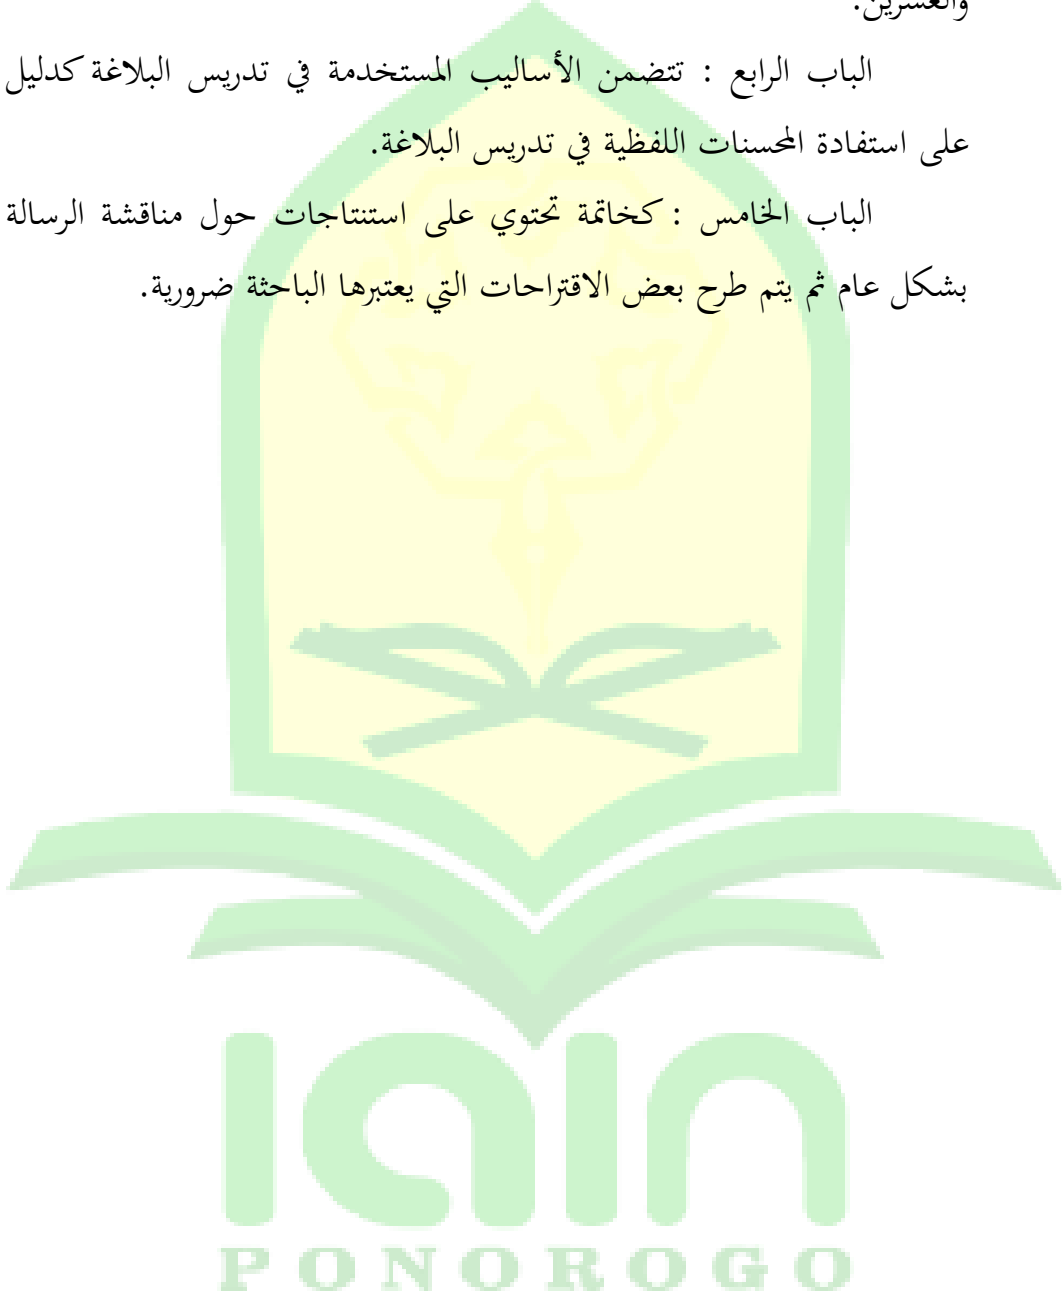 والعشرين.
الباب الرابع : تتضمن الأساليب المستخدمة في تدريس البلاغة كدليل
على استفادة المحسنات اللفظية في تدريس البلاغة.
الباب الخامس : كخاتمة تحتوي على استنتاجات حول مناقشة الرسالة
بشكل عام ثم يتم طرح بعض الاقتراحات التي يعتبرها الباحثة ضرورية.
iain
PONOROGO